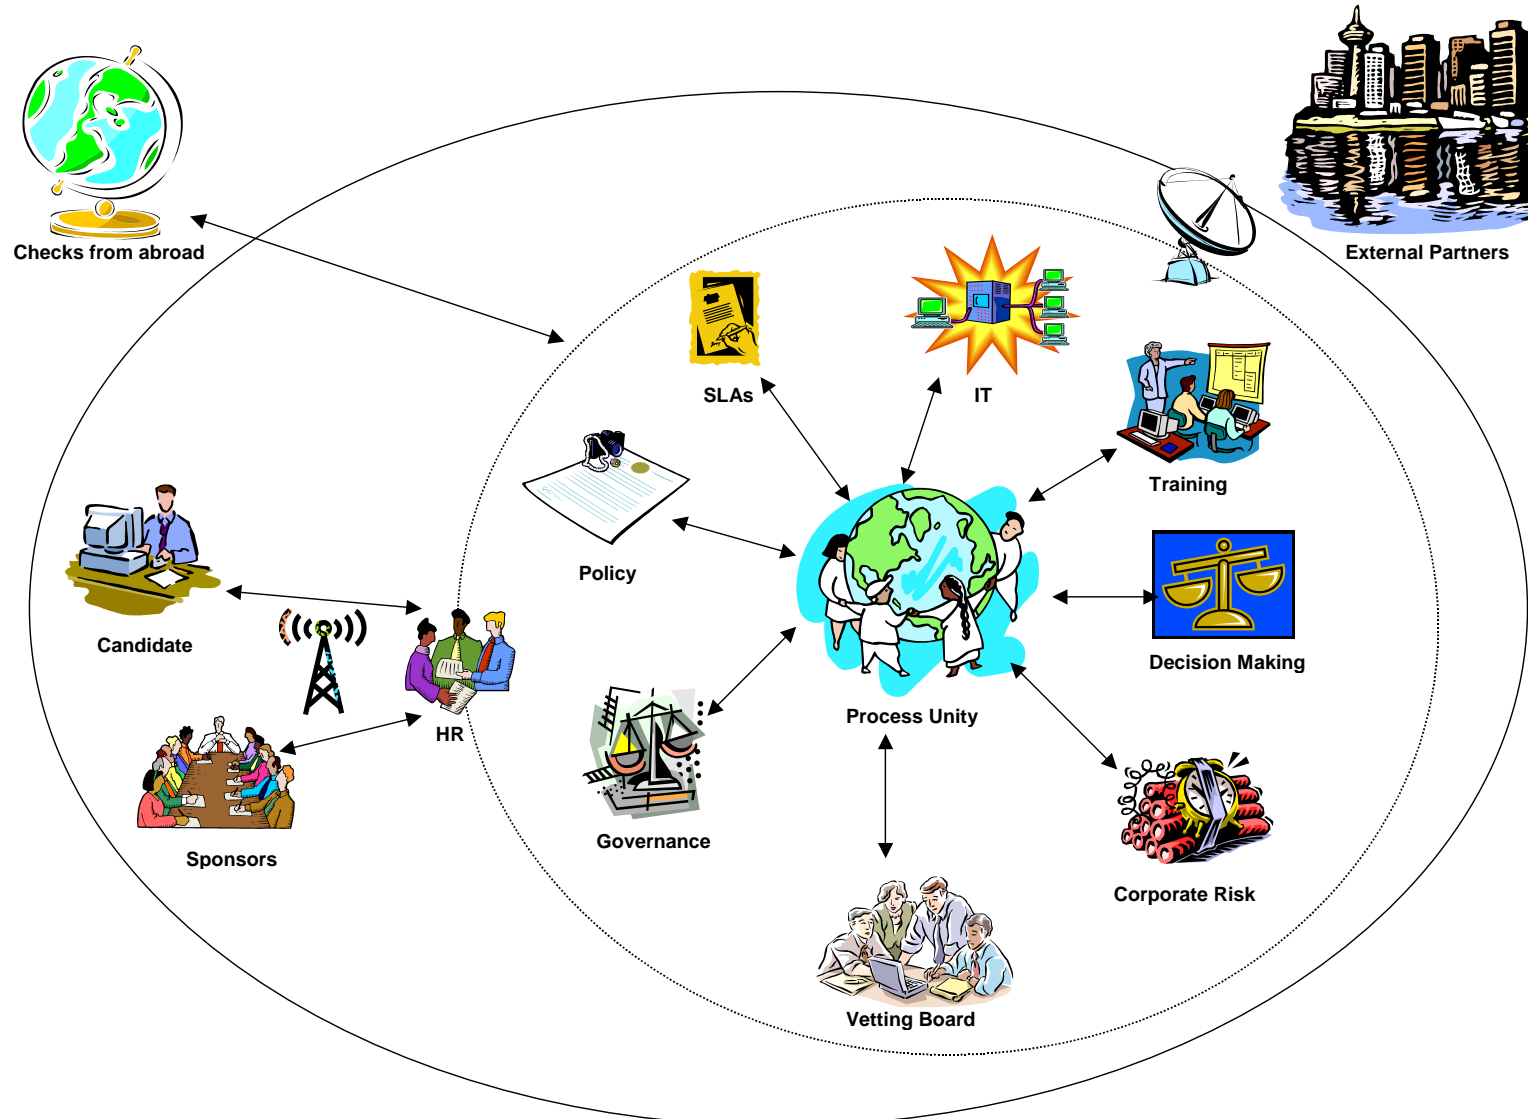 Checks from abroad
External Partners
SLAs
IT
Training
Policy
Candidate
Decision Making
Process Unity
HR
Governance
Sponsors
Corporate Risk
Vetting Board